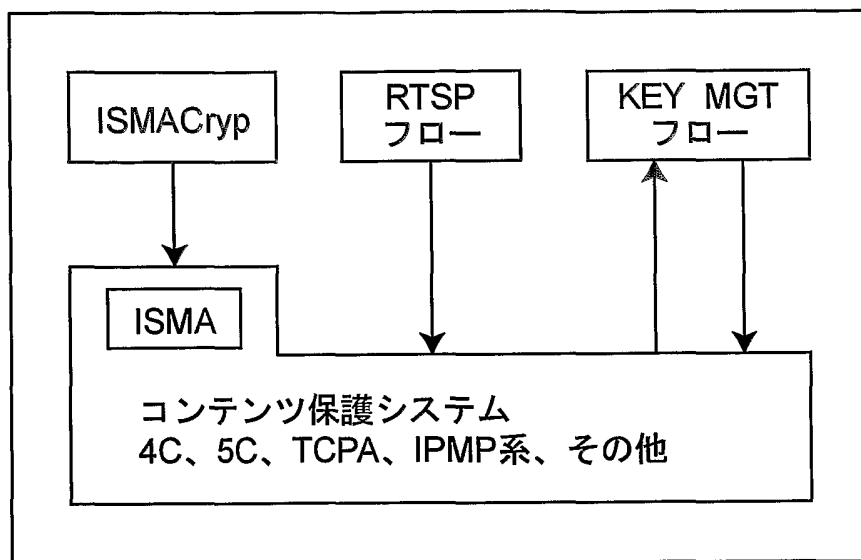 ISMACryp
RTSP
フロー
KEY MGT
フロー
ISMA
コンテンツ保護システム
4C、5C、TCPA、IPMP系、その他